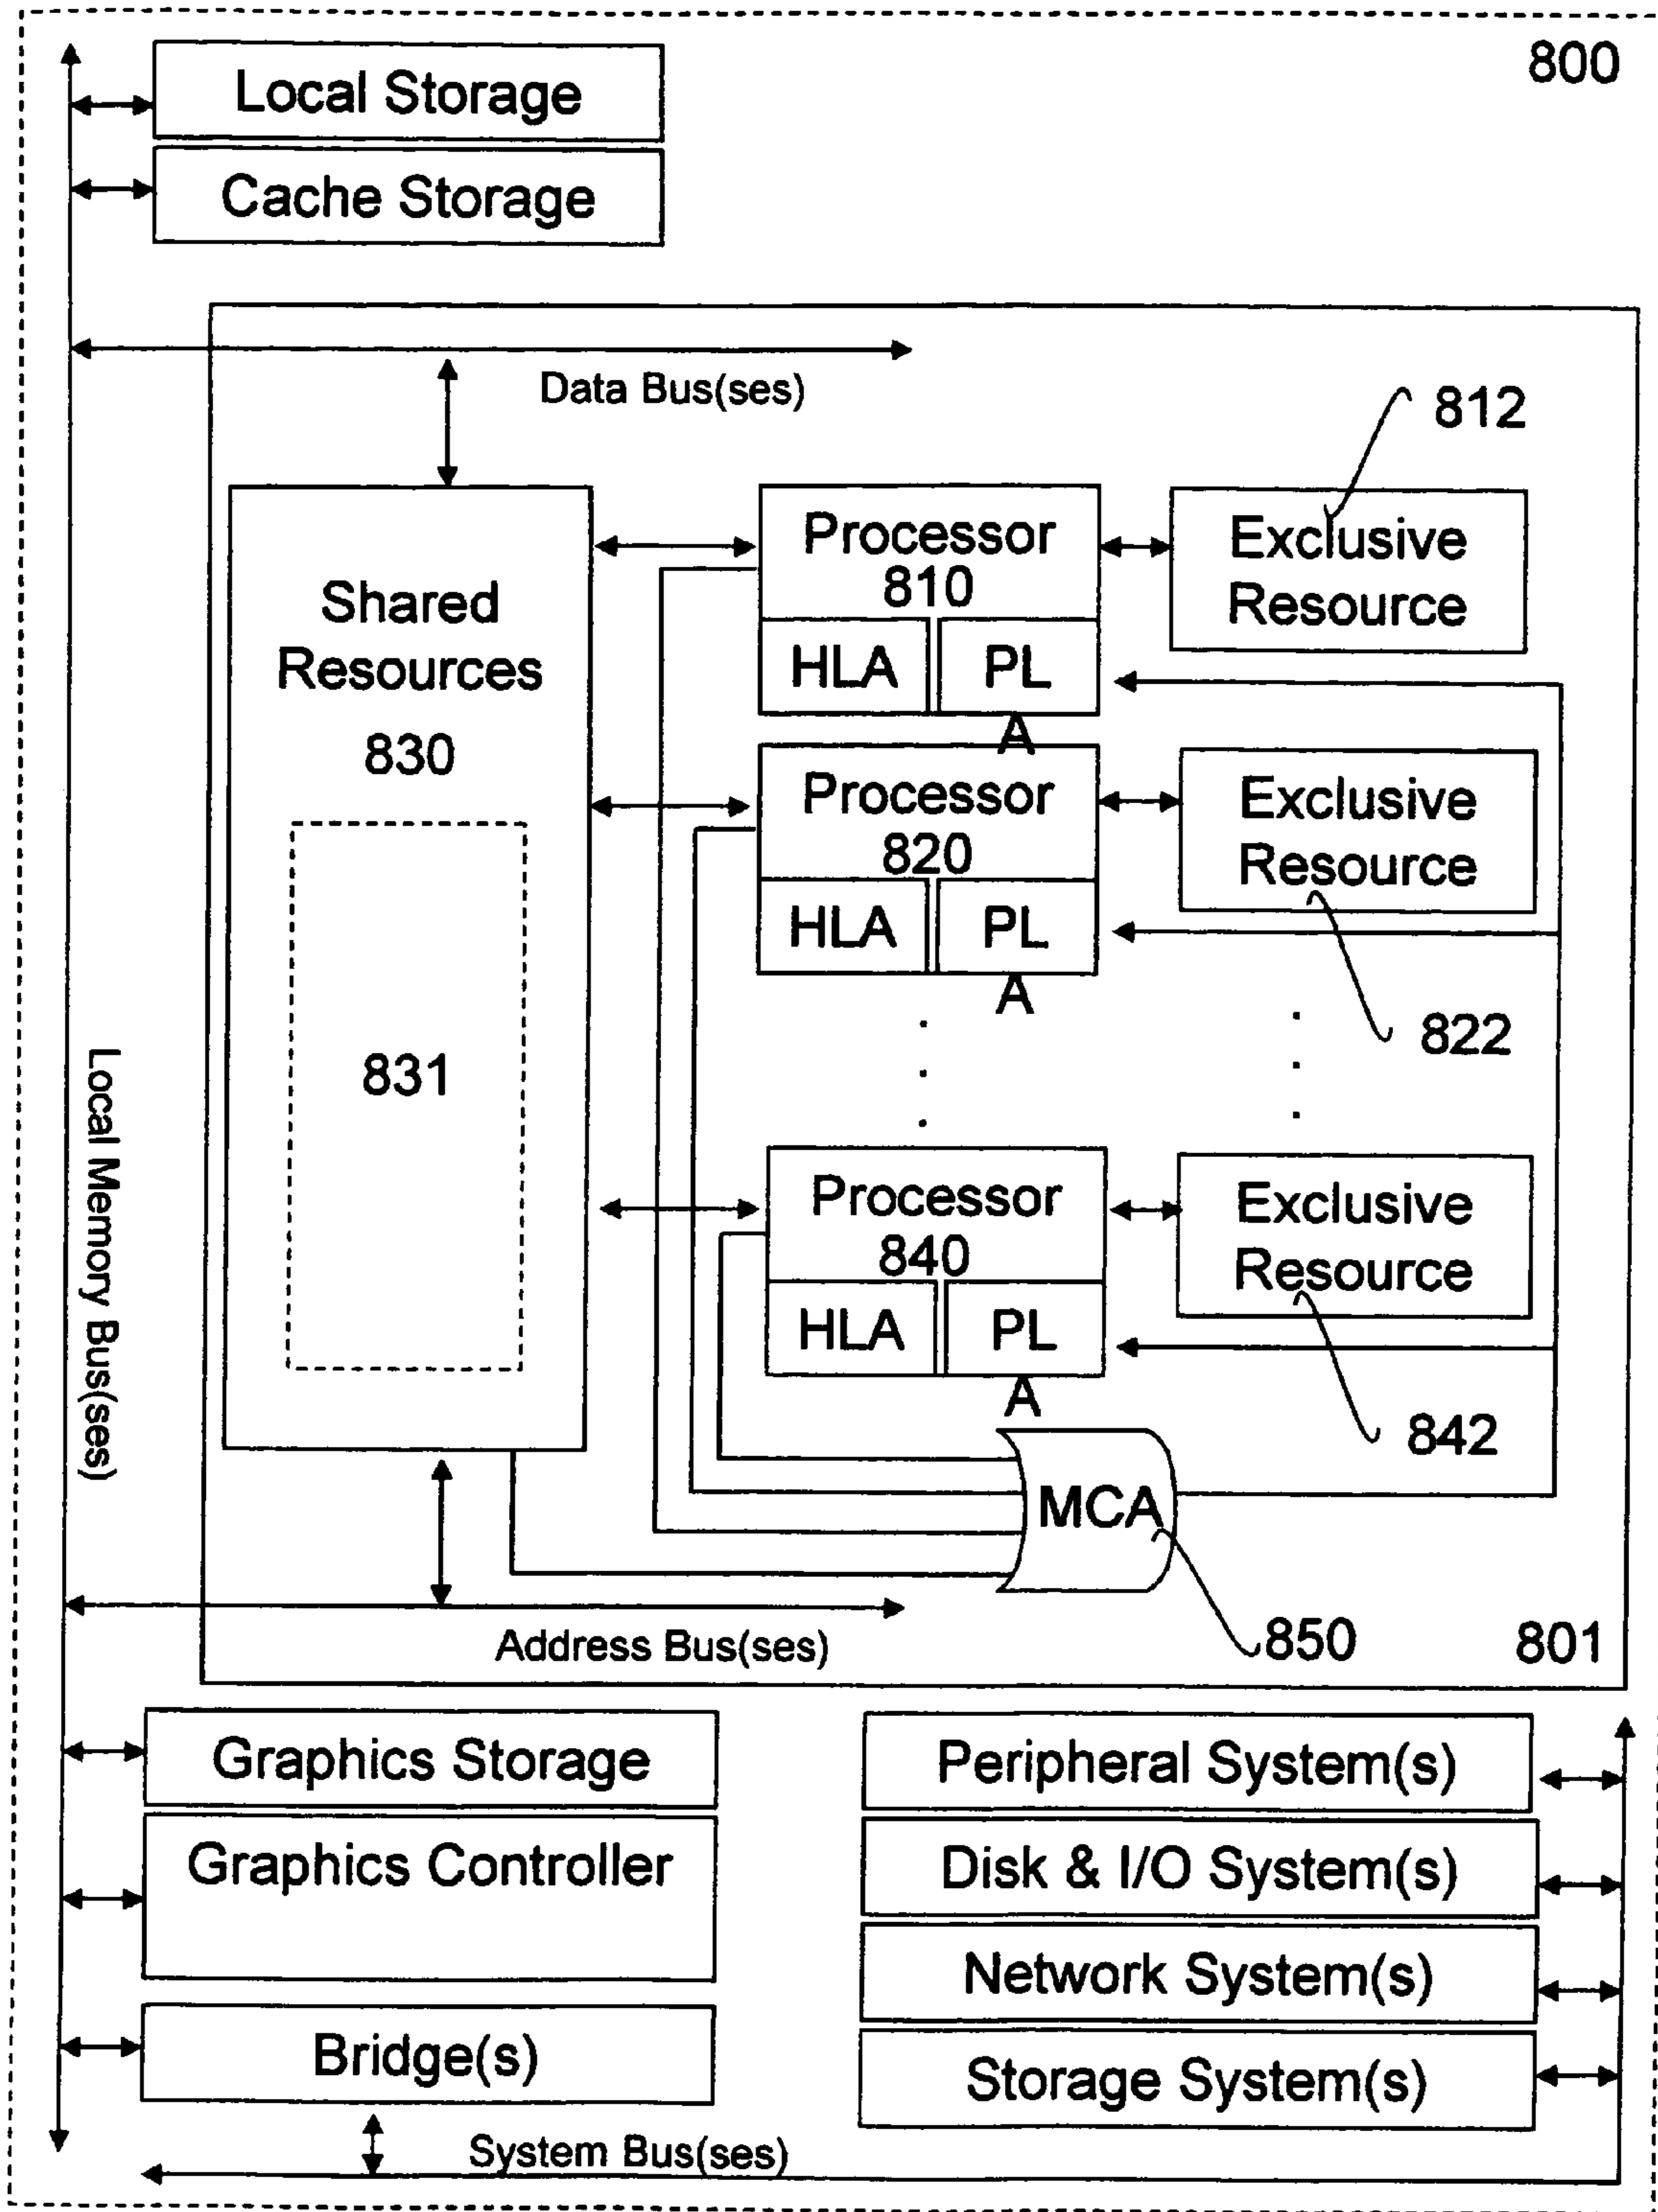 800
Local Storage
Cache Storage
Data Bus(ses)
812
Shared
Resources
830
831
Processor
810
HLA PL
A
Exclusive
Resource
Processor
820
HLA PL
A
Exclusive
Resource
822
.
.
.
.
.
.
Processor
840
HLA PL
A
Exclusive
Resource
842
MCA
850
801
Address Bus(ses)
Local Memory Bus(ses)
Graphics Storage
Graphics Controller
Bridge(s)
Peripheral System(s)
Disk & I/O System(s)
Network System(s)
Storage System(s)
System Bus(ses)